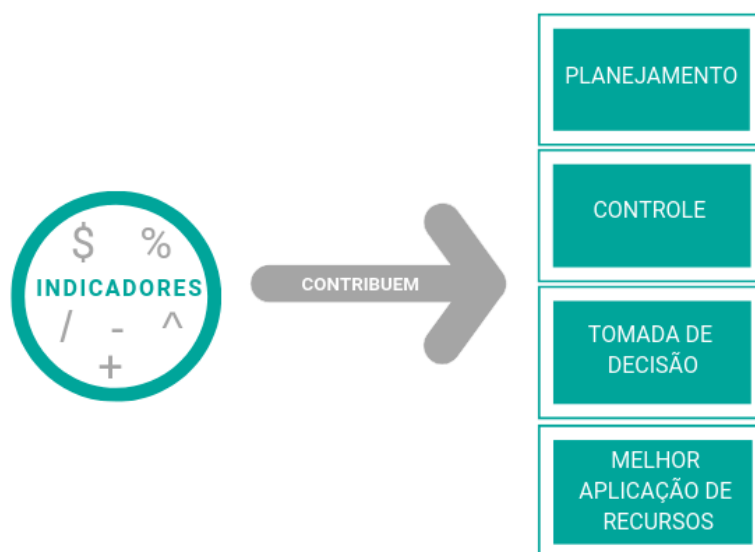 $ %
INDICADORES
/ - ^
+
CONTRIBUEM
PLANEJAMENTO
CONTROLE
TOMADA DE
DECISÃO
MELHOR
APLICAÇÃO DE
RECURSOS